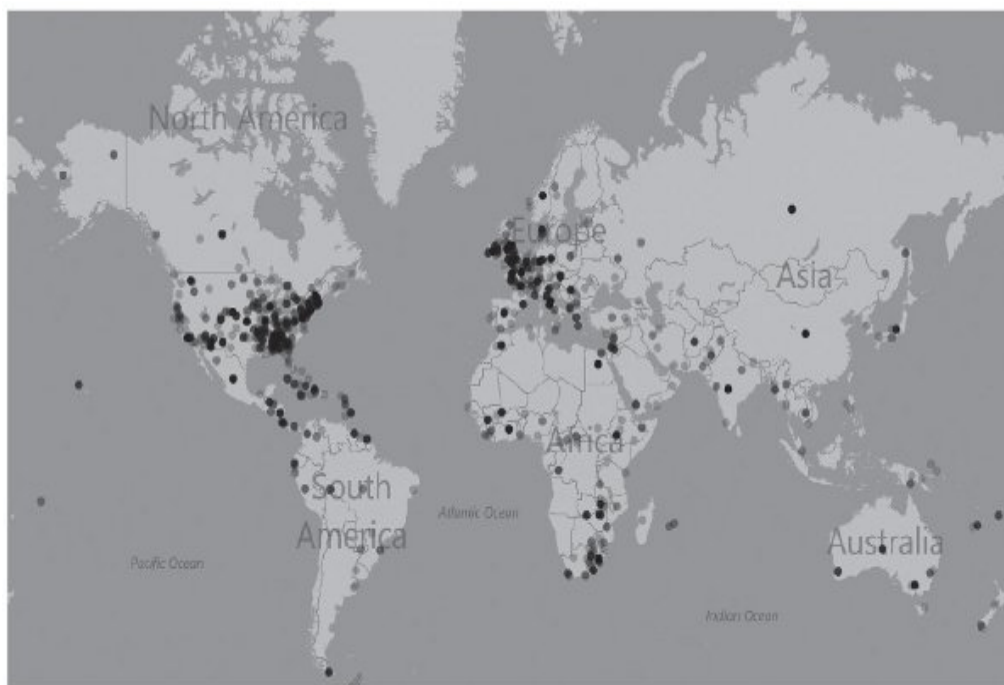 North America
Europe
Asia
Africa
South
America
Atlantic Ocean
Australia
Pacific Ocean
Indian Ocean